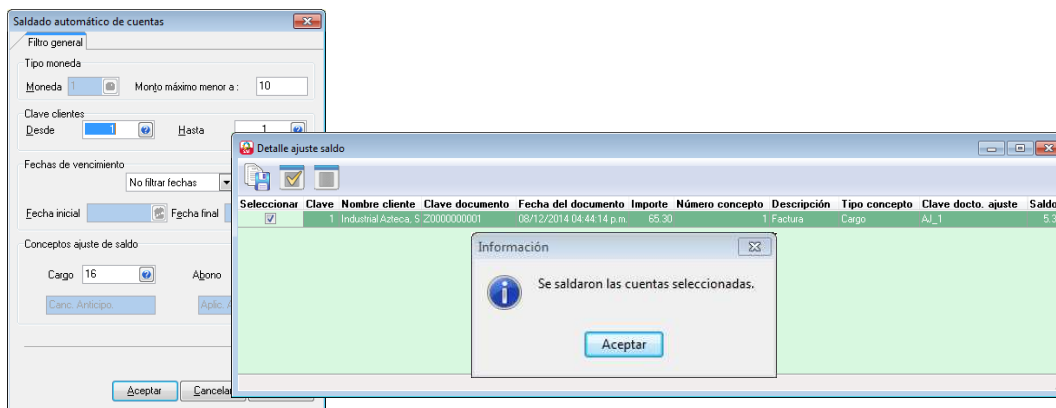 Saldado automático de cuentas
Filtro general
Tipo moneda
Moneda 1 Monto máximo menor a : 10
Clave clientes
Desde 1 Hasta 1
Fechas de vencimiento
No filtrar fechas
Fecha inicial Fecha final
Conceptos ajuste de saldo
Cargo 16 Abono
Canc. Anticipo. Aplic.
Aceptar Cancelar
Detalle ajuste saldo
Seleccionar Clave Nombre cliente Clave documento Fecha del documento Importe Número concepto Descripción Tipo concepto Clave docto. ajuste Saldo
1 Industrial Azteca, S Z0000000001 08/12/2014 04:44:14 p.m. 65.30 1 Factura Cargo AJ_1 5.3
Información
Se saldaron las cuentas seleccionadas.
Aceptar